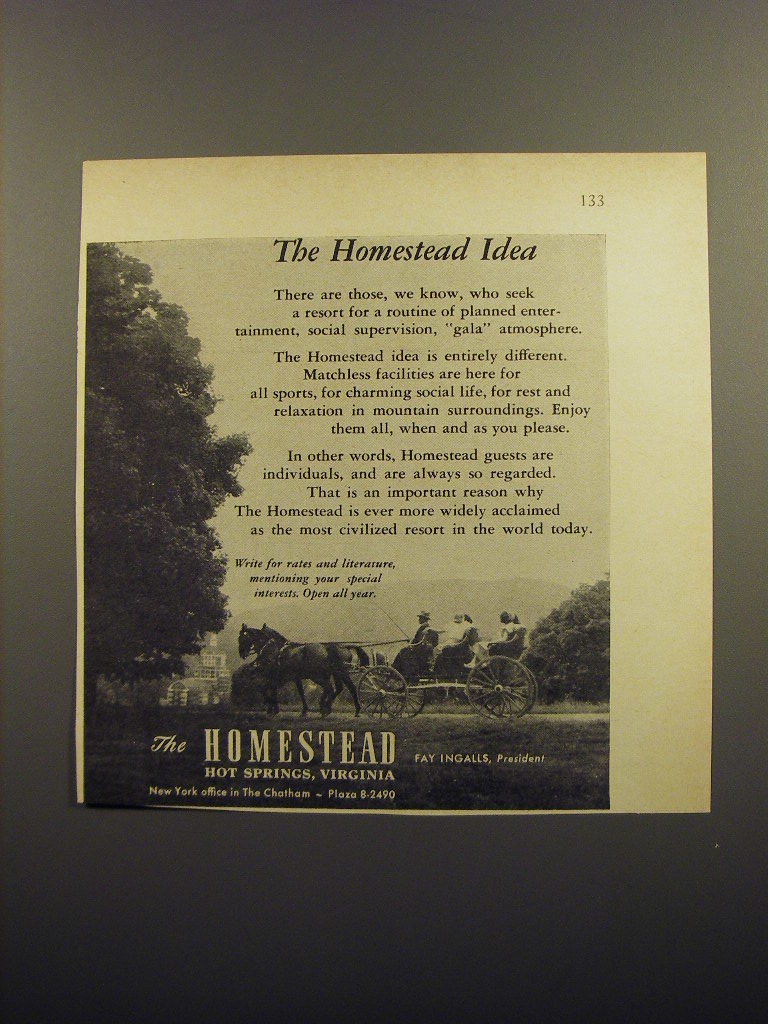 133
The Homestead Idea
There are those, we know, who seek
a resort for a routine of planned enter-
tainment, social supervision, "gala" atmosphere.
The Homestead idea is entirely different.
Matchless facilities are here for
all sports, for charming social life, for rest and
relaxation in mountain surroundings. Enjoy
them all, when and as you please.
In other words, Homestead guests are
individuals, and are always so regarded.
That is an important reason why
The Homestead is ever more widely acclaimed
as the most civilized resort in the world today.
Write for rates and literature,
mentioning your special
interests. Open all year.
The HOMESTEAD
HOT SPRINGS, VIRGINIA
FAY INGALLS, President
New York office in The Chatham ~ Plaza 8-2490